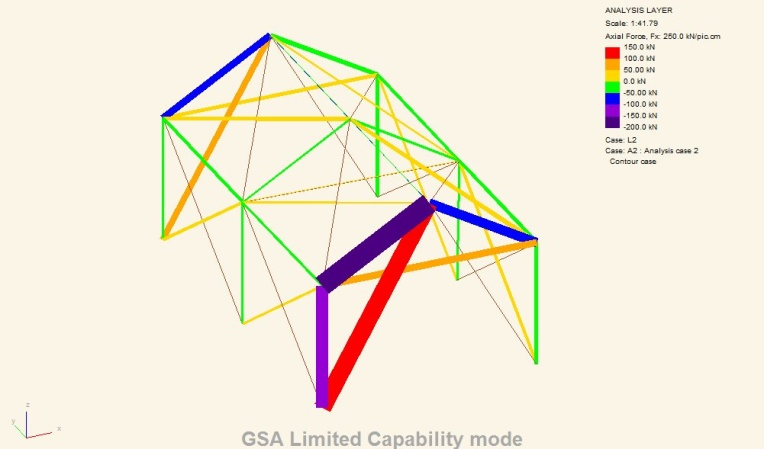 ANALYSIS LAYER
Scale: 1:41.79
Axial Force, Fx: 250.0 kN/pic.cm
150.0 kN
100.0 kN
50.00 kN
0.0 kN
-50.00 kN
-100.0 kN
-150.0 kN
-200.0 kN
Case: L2
Case: A2 : Analysis case 2
Contour case
z
y
x
GSA Limited Capability mode